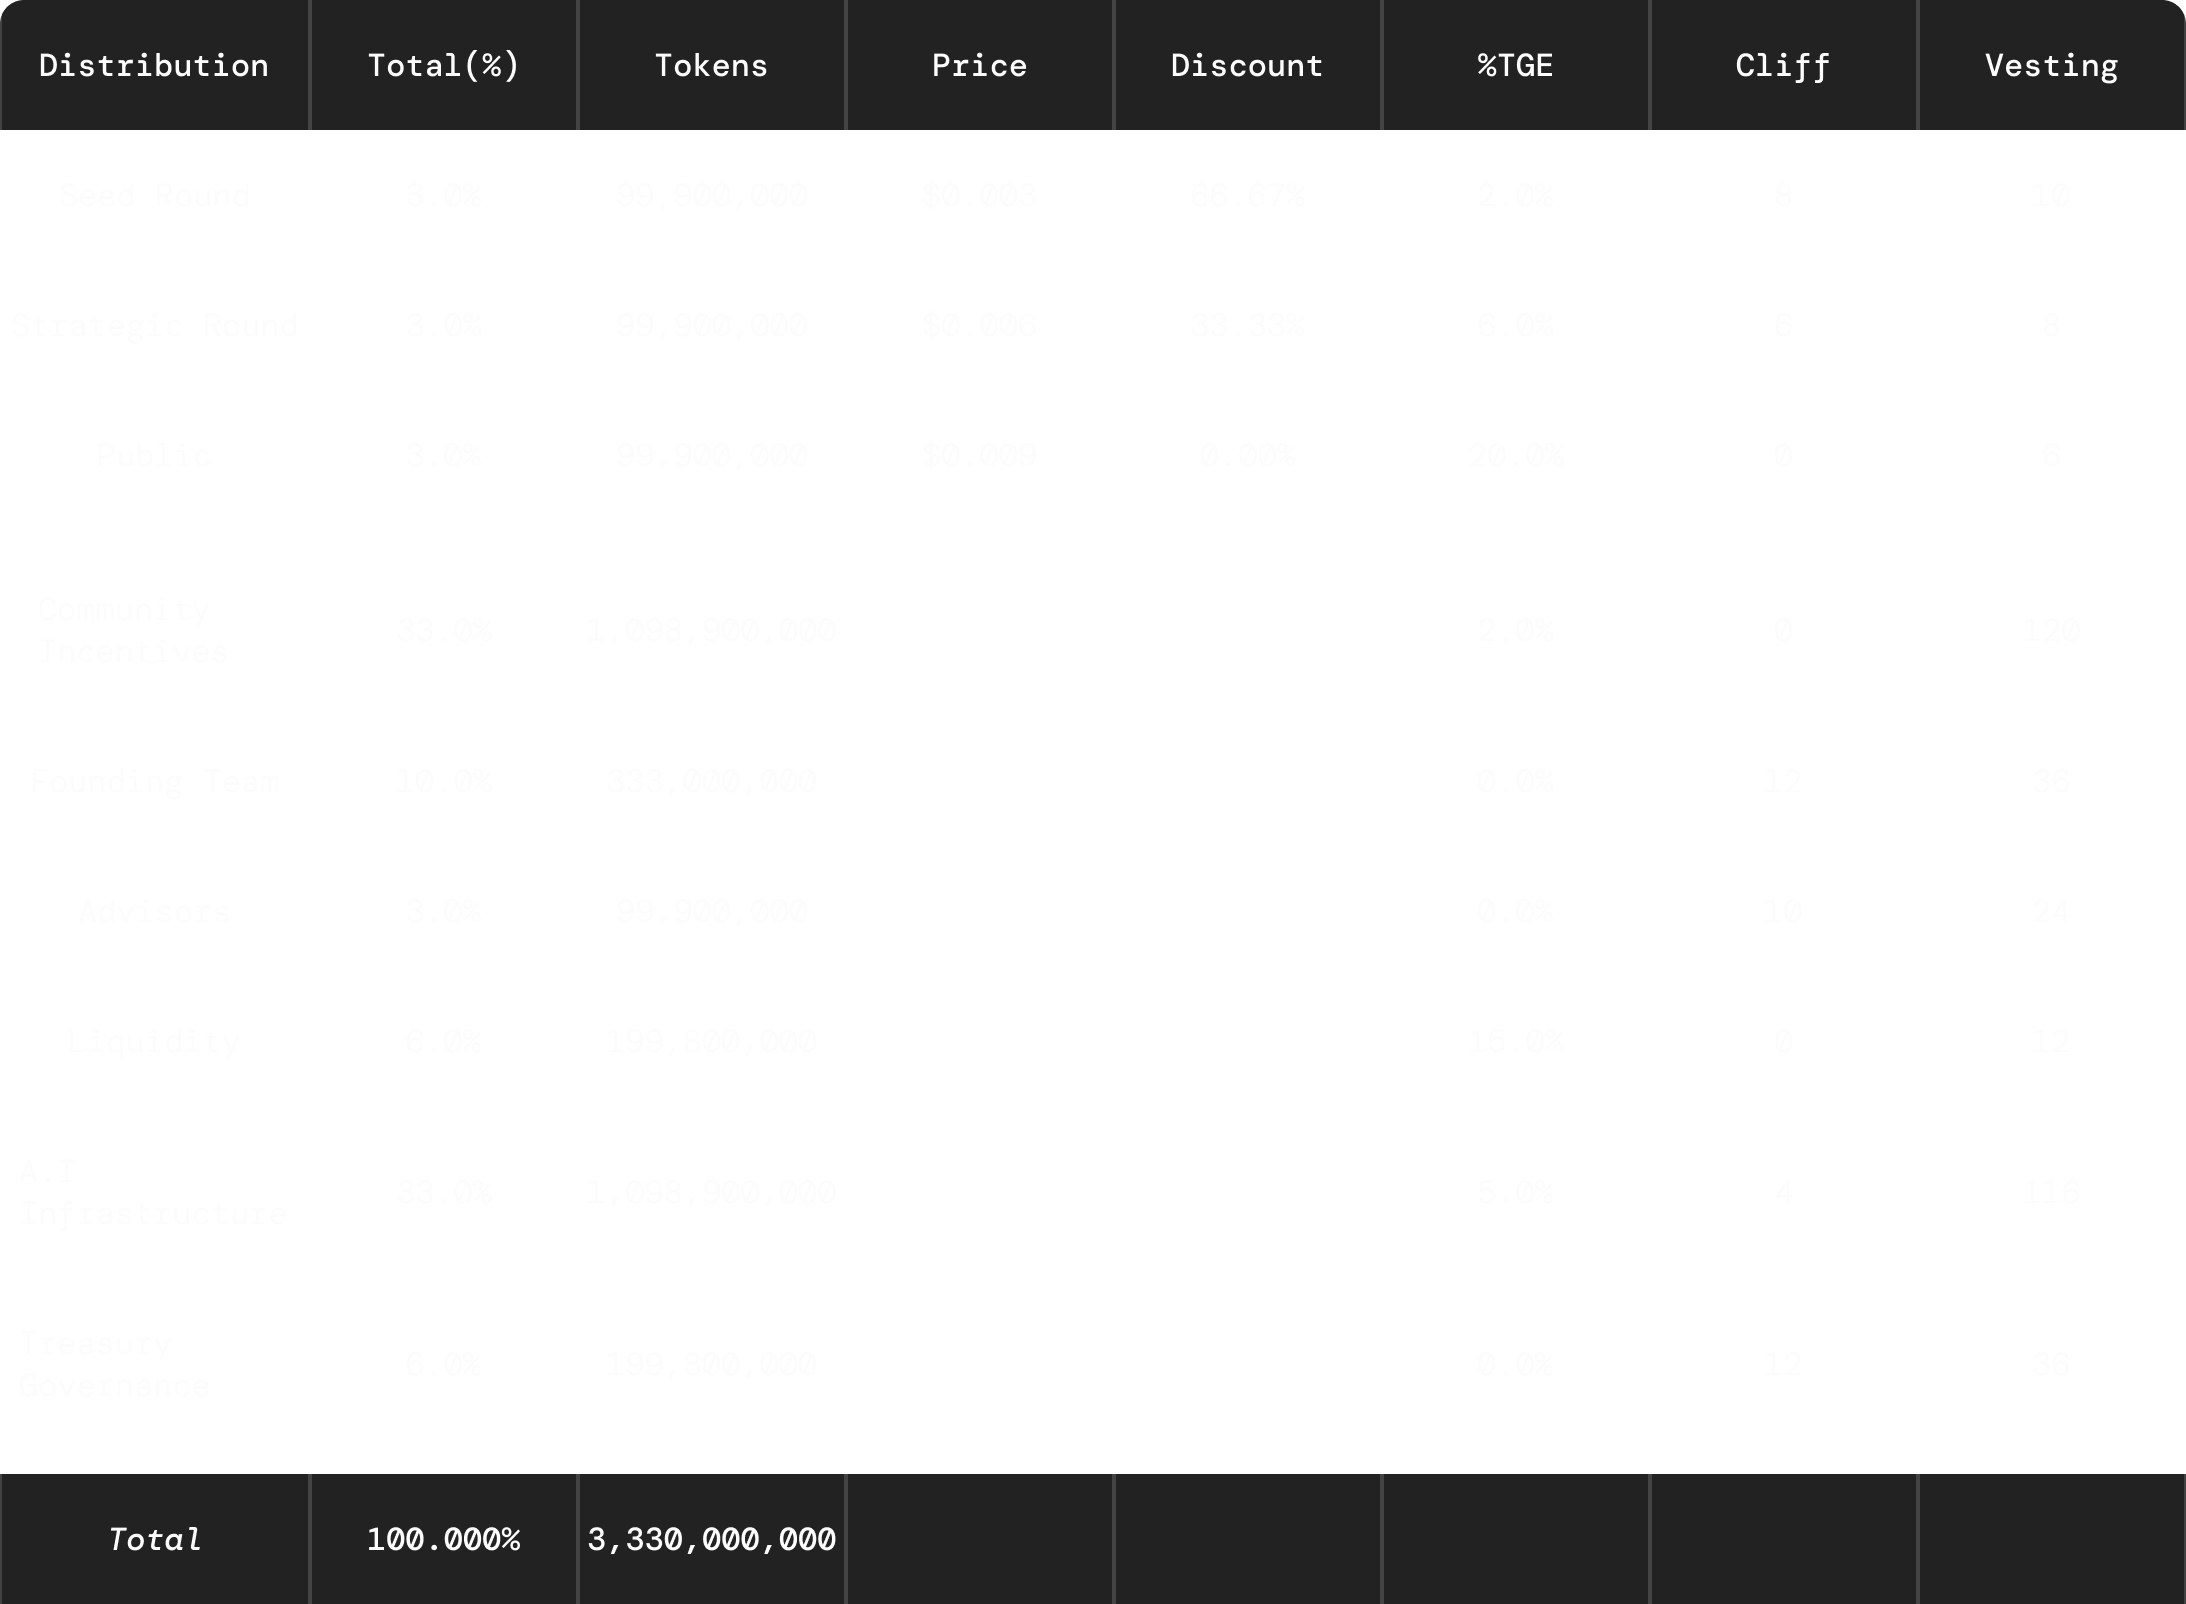 Distribution Total(%) Tokens Price Discount %TGE Cliff Vesting
Seed Round 3.0% 99,900,000 $0.003 66.67% 2.0% 8 10
Strategic Round 3.0% 99,900,000 $0.006 33.33% 6.0% 6 8
Public 3.0% 99,900,000 $0.009 0.00% 20.0% 0 6
Community
Incentives
33.0% 1,098,900,000 2.0% 0 120
Founding Team 10.0% 333,000,000 0.0% 12 36
Advisors 3.0% 99,900,000 0.0% 10 24
Liquidity 6.0% 199,800,000 15.0% 0 12
A.I
Infrastructure
33.0% 1,098,900,000 5.0% 4 116
Treasury
Governance
6.0% 199,800,000 0.0% 12 36
Total 100.000% 3,330,000,000